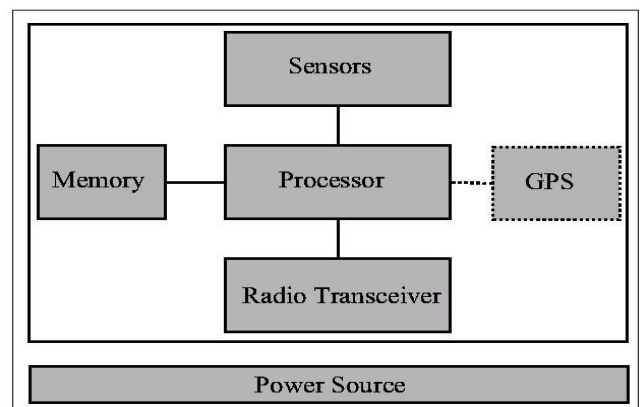 Sensors
Memory
Processor
GPS
Radio Transceiver
Power Source